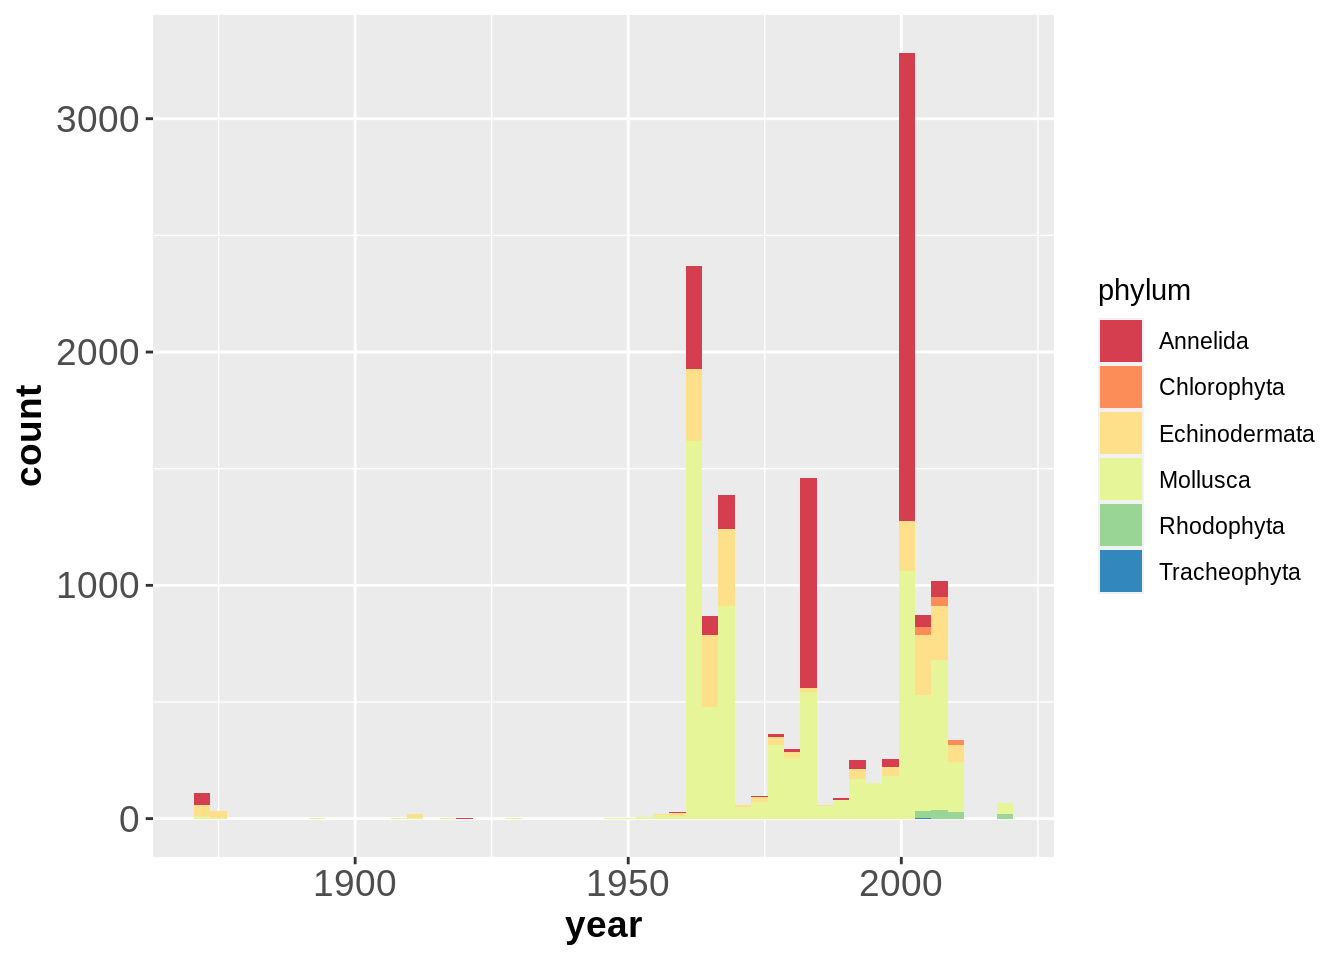 3000
2000
1000
0
count
1900
1950
2000
year
phylum
Annelida
Chlorophyta
Echinodermata
Mollusca
Rhodophyta
Tracheophyta